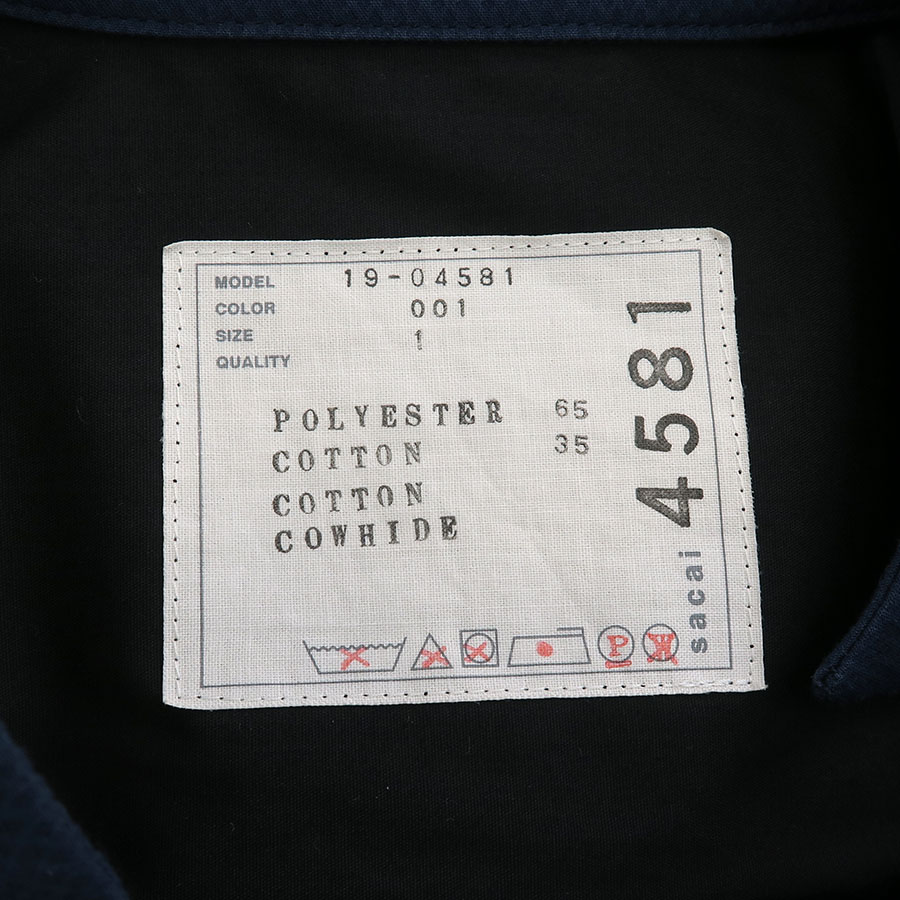 MODEL 19-04581
COLOR 001
SIZE 1
QUALITY
POLYESTER 65
COTTON 35
COTTON
COWHIDE
P W
sacai 4581